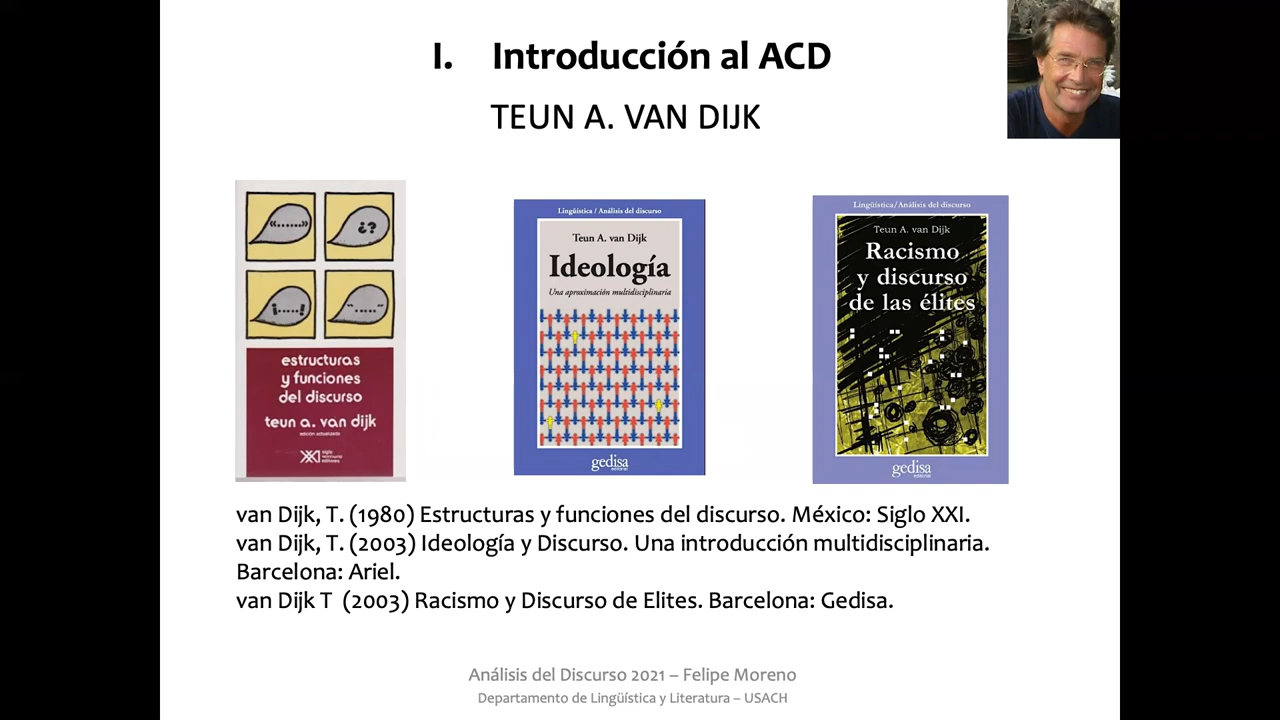 I. Introducción al ACD
TEUN A. VAN DIJK
«......»
¿?
¡.....!
estructuras
y funciones
del discurso
teun a. van dijk
edición actualizada
siglo
veintiuno
editores
Lingüística / Análisis del discurso
Teun A. van Dijk
Ideología
Una aproximación multidisciplinaria
gedisa
editorial
Lingüística/Análisis del discurso
Teun A. van Dijk
Racismo
y discurso
de las élites
gedisa
editorial
van Dijk, T. (1980) Estructuras y funciones del discurso. México: Siglo XXI.
van Dijk, T. (2003) Ideología y Discurso. Una introducción multidisciplinaria.
Barcelona: Ariel.
van Dijk T (2003) Racismo y Discurso de Elites. Barcelona: Gedisa.
Análisis del Discurso 2021 – Felipe Moreno
Departamento de Lingüística y Literatura – USACH